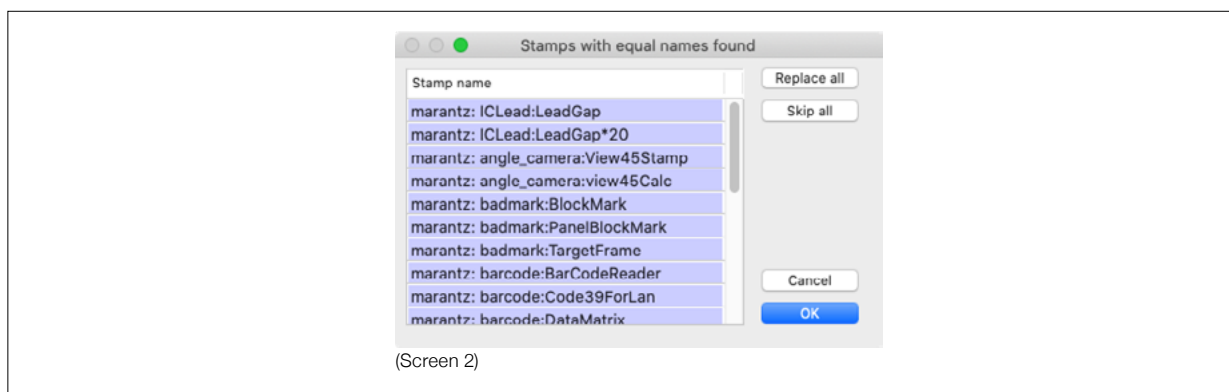 Stamps with equal names found
Stamp name
marantz: ICLead:LeadGap
marantz: ICLead:LeadGap*20
marantz: angle_camera:View45Stamp
marantz: angle_camera:view45Calc
marantz: badmark:BlockMark
marantz: badmark:PanelBlockMark
marantz: badmark:TargetFrame
marantz: barcode:BarCodeReader
marantz: barcode:Code39ForLan
marantz: barcode:DataMatrix
Replace all
Skip all
Cancel
OK
(Screen 2)